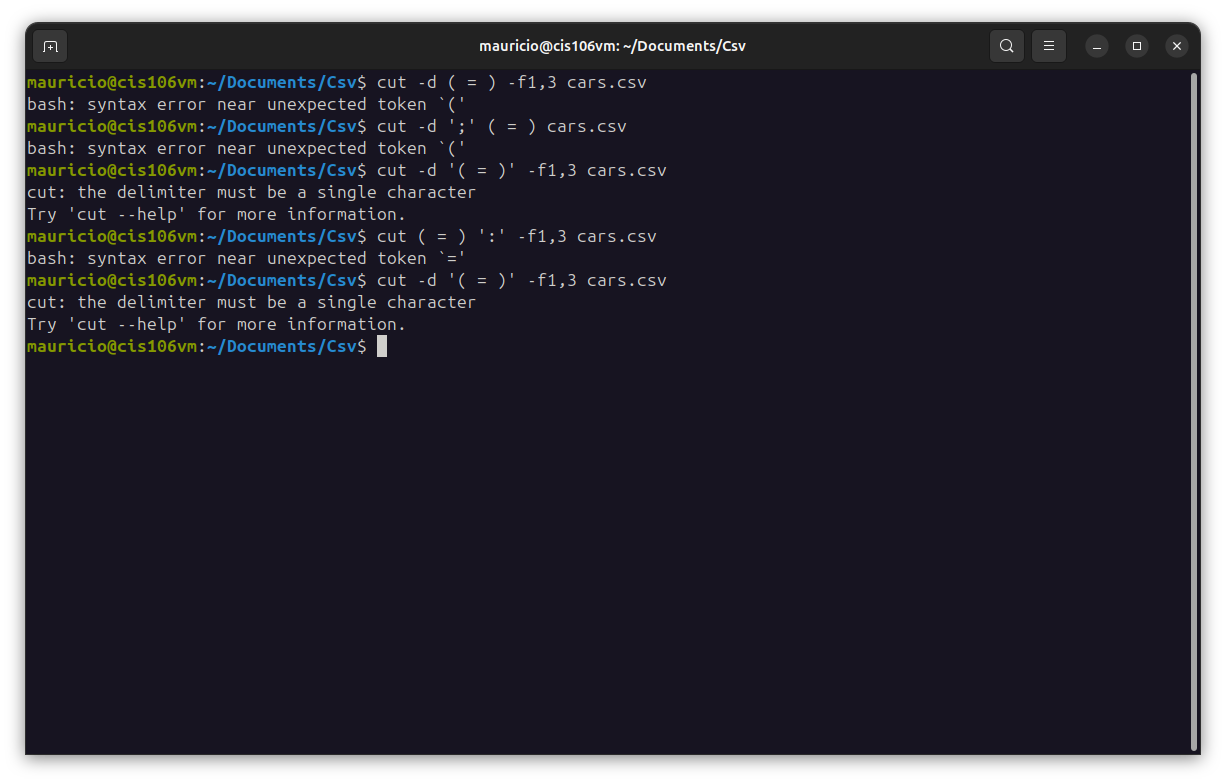 mauricio@cis106vm: ~/Documents/Csv
mauricio@cis106vm:~/Documents/Csv$ cut -d ( = ) -f1,3 cars.csv
bash: syntax error near unexpected token `('
mauricio@cis106vm:~/Documents/Csv$ cut -d ';' ( = ) cars.csv
bash: syntax error near unexpected token `('
mauricio@cis106vm:~/Documents/Csv$ cut -d '( = )' -f1,3 cars.csv
cut: the delimiter must be a single character
Try 'cut --help' for more information.
mauricio@cis106vm:~/Documents/Csv$ cut ( = ) ':' -f1,3 cars.csv
bash: syntax error near unexpected token `='
mauricio@cis106vm:~/Documents/Csv$ cut -d '( = )' -f1,3 cars.csv
cut: the delimiter must be a single character
Try 'cut --help' for more information.
mauricio@cis106vm:~/Documents/Csv$